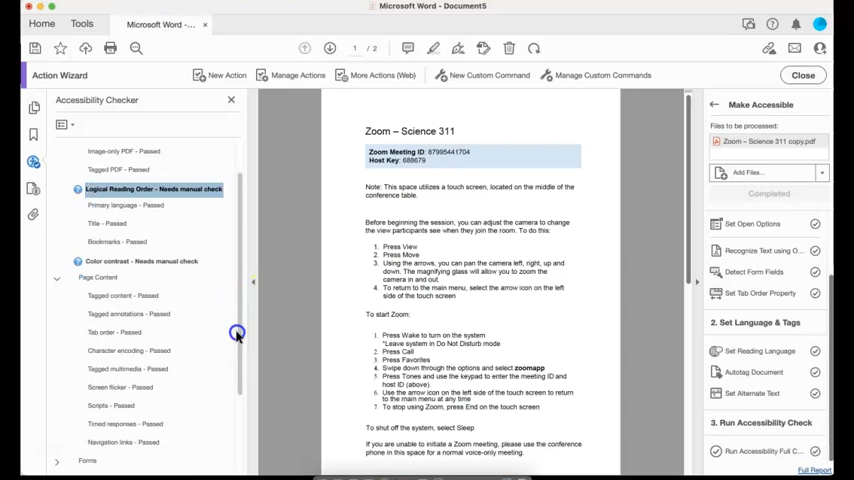 Microsoft Word - Document5
Home
Tools
Microsoft Word -...
×
1 / 2
Action Wizard
New Action
Manage Actions
More Actions (Web)
New Custom Command
Manage Custom Commands
Close
Accessibility Checker
Image-only PDF - Passed
Tagged PDF - Passed
Logical Reading Order - Needs manual check
Primary language - Passed
Title - Passed
Bookmarks - Passed
Color contrast - Needs manual check
Page Content
Tagged content - Passed
Tagged annotations - Passed
Tab order - Passed
Character encoding - Passed
Tagged multimedia - Passed
Screen flicker - Passed
Scripts - Passed
Timed responses - Passed
Navigation links - Passed
Forms
Zoom – Science 311
Zoom Meeting ID: 87995441704
Host Key: 688679
Note: This space utilizes a touch screen, located on the middle of the
conference table.
Before beginning the session, you can adjust the camera to change
the view participants see when they join the room. To do this:
1. Press View
2. Press Move
3. Using the arrows, you can pan the camera left, right, up and
down. The magnifying glass will allow you to zoom the
camera in and out.
4. To return to the main menu, select the arrow icon on the left
side of the touch screen
To start Zoom:
1. Press Wake to turn on the system
*Leave system in Do Not Disturb mode
2. Press Call
3. Press Favorites
4. Swipe down through the options and select zoomapp
5. Press Tones and use the keypad to enter the meeting ID and
host ID (above).
6. Use the arrow icon on the left side of the touch screen to return
to the main menu at any time
7. To stop using Zoom, press End on the touch screen
To shut off the system, select Sleep
If you are unable to initiate a Zoom meeting, please use the conference
phone in this space for a normal voice-only meeting.
Make Accessible
Files to be processed:
Zoom – Science 311 copy.pdf
Add Files...
Completed
Set Open Options
Recognize Text using O...
Detect Form Fields
Set Tab Order Property
2. Set Language & Tags
Set Reading Language
Autotag Document
Set Alternate Text
3. Run Accessibility Check
Run Accessibility Full C...
Full Report